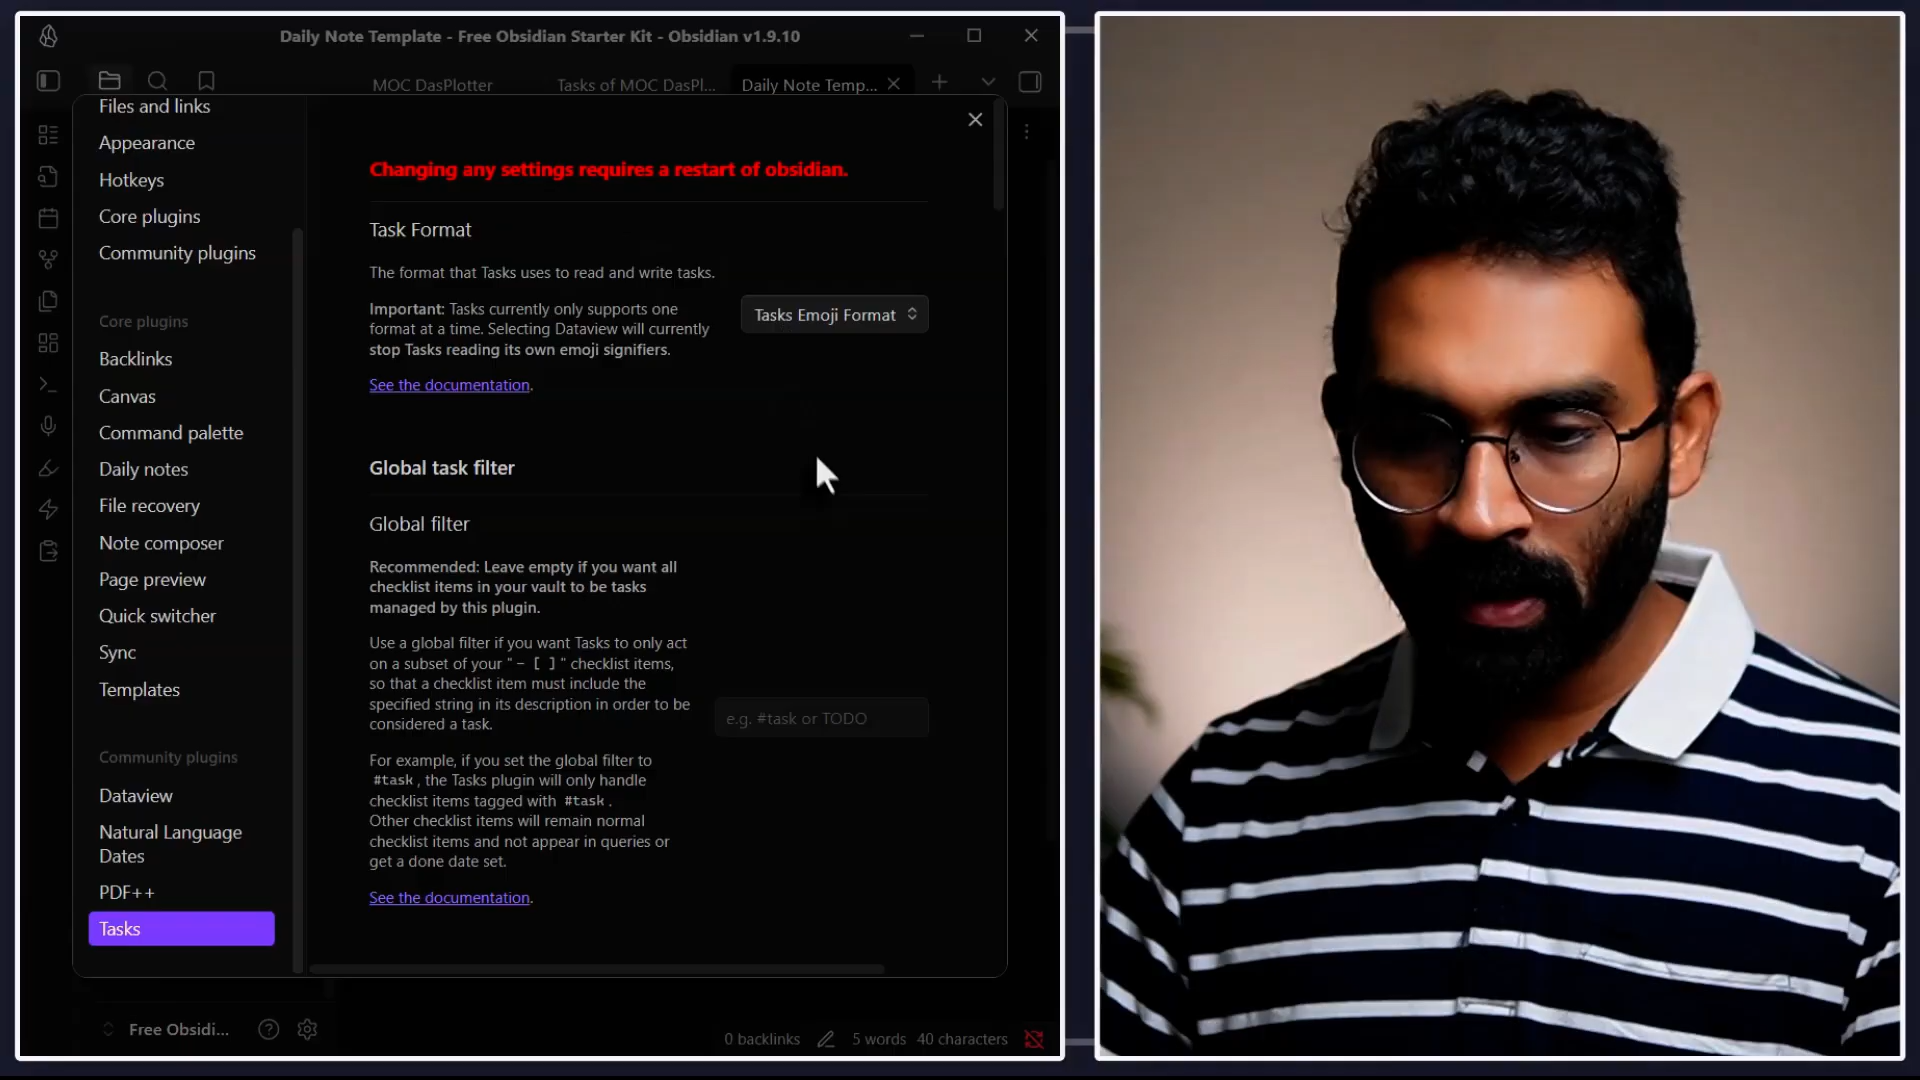 Daily Note Template - Free Obsidian Starter Kit - Obsidian v1.9.10
MOC DasPlotter
Tasks of MOC DasPl...
Daily Note Temp...
Files and links
Appearance
Hotkeys
Core plugins
Community plugins
Core plugins
Backlinks
Canvas
Command palette
Daily notes
File recovery
Note composer
Page preview
Quick switcher
Sync
Templates
Community plugins
Dataview
Natural Language
Dates
PDF++
Tasks
Changing any settings requires a restart of obsidian.
Task Format
The format that Tasks uses to read and write tasks.
Important: Tasks currently only supports one
format at a time. Selecting Dataview will currently
stop Tasks reading its own emoji signifiers.
See the documentation.
Tasks Emoji Format
Global task filter
Global filter
Recommended: Leave empty if you want all
checklist items in your vault to be tasks
managed by this plugin.
Use a global filter if you want Tasks to only act
on a subset of your "- [ ]" checklist items,
so that a checklist item must include the
specified string in its description in order to be
considered a task.
For example, if you set the global filter to
#task, the Tasks plugin will only handle
checklist items tagged with #task.
Other checklist items will remain normal
checklist items and not appear in queries or
get a done date set.
See the documentation.
e.g. #task or TODO
Free Obsidi...
0 backlinks
5 words
40 characters